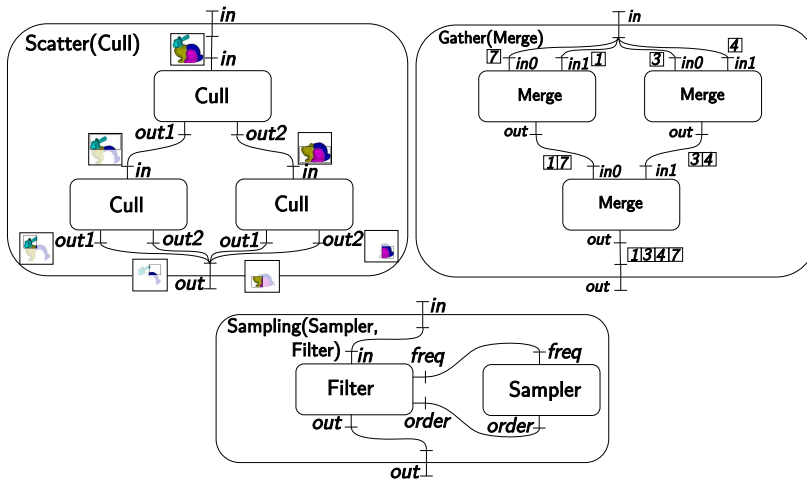 in
Scatter(Cull)
in
Cull
out1 out2
in in
Cull Cull
out1 out2 out1 out2
out
in
Gather(Merge)
7 1 3 4
in0 in1 in0 in1
Merge Merge
out out
1 7 3 4
in0 in1
Merge
out
1 3 4 7
out
in
Sampling(Sampler,
Filter)
in freq freq
Filter Sampler
out order order
out